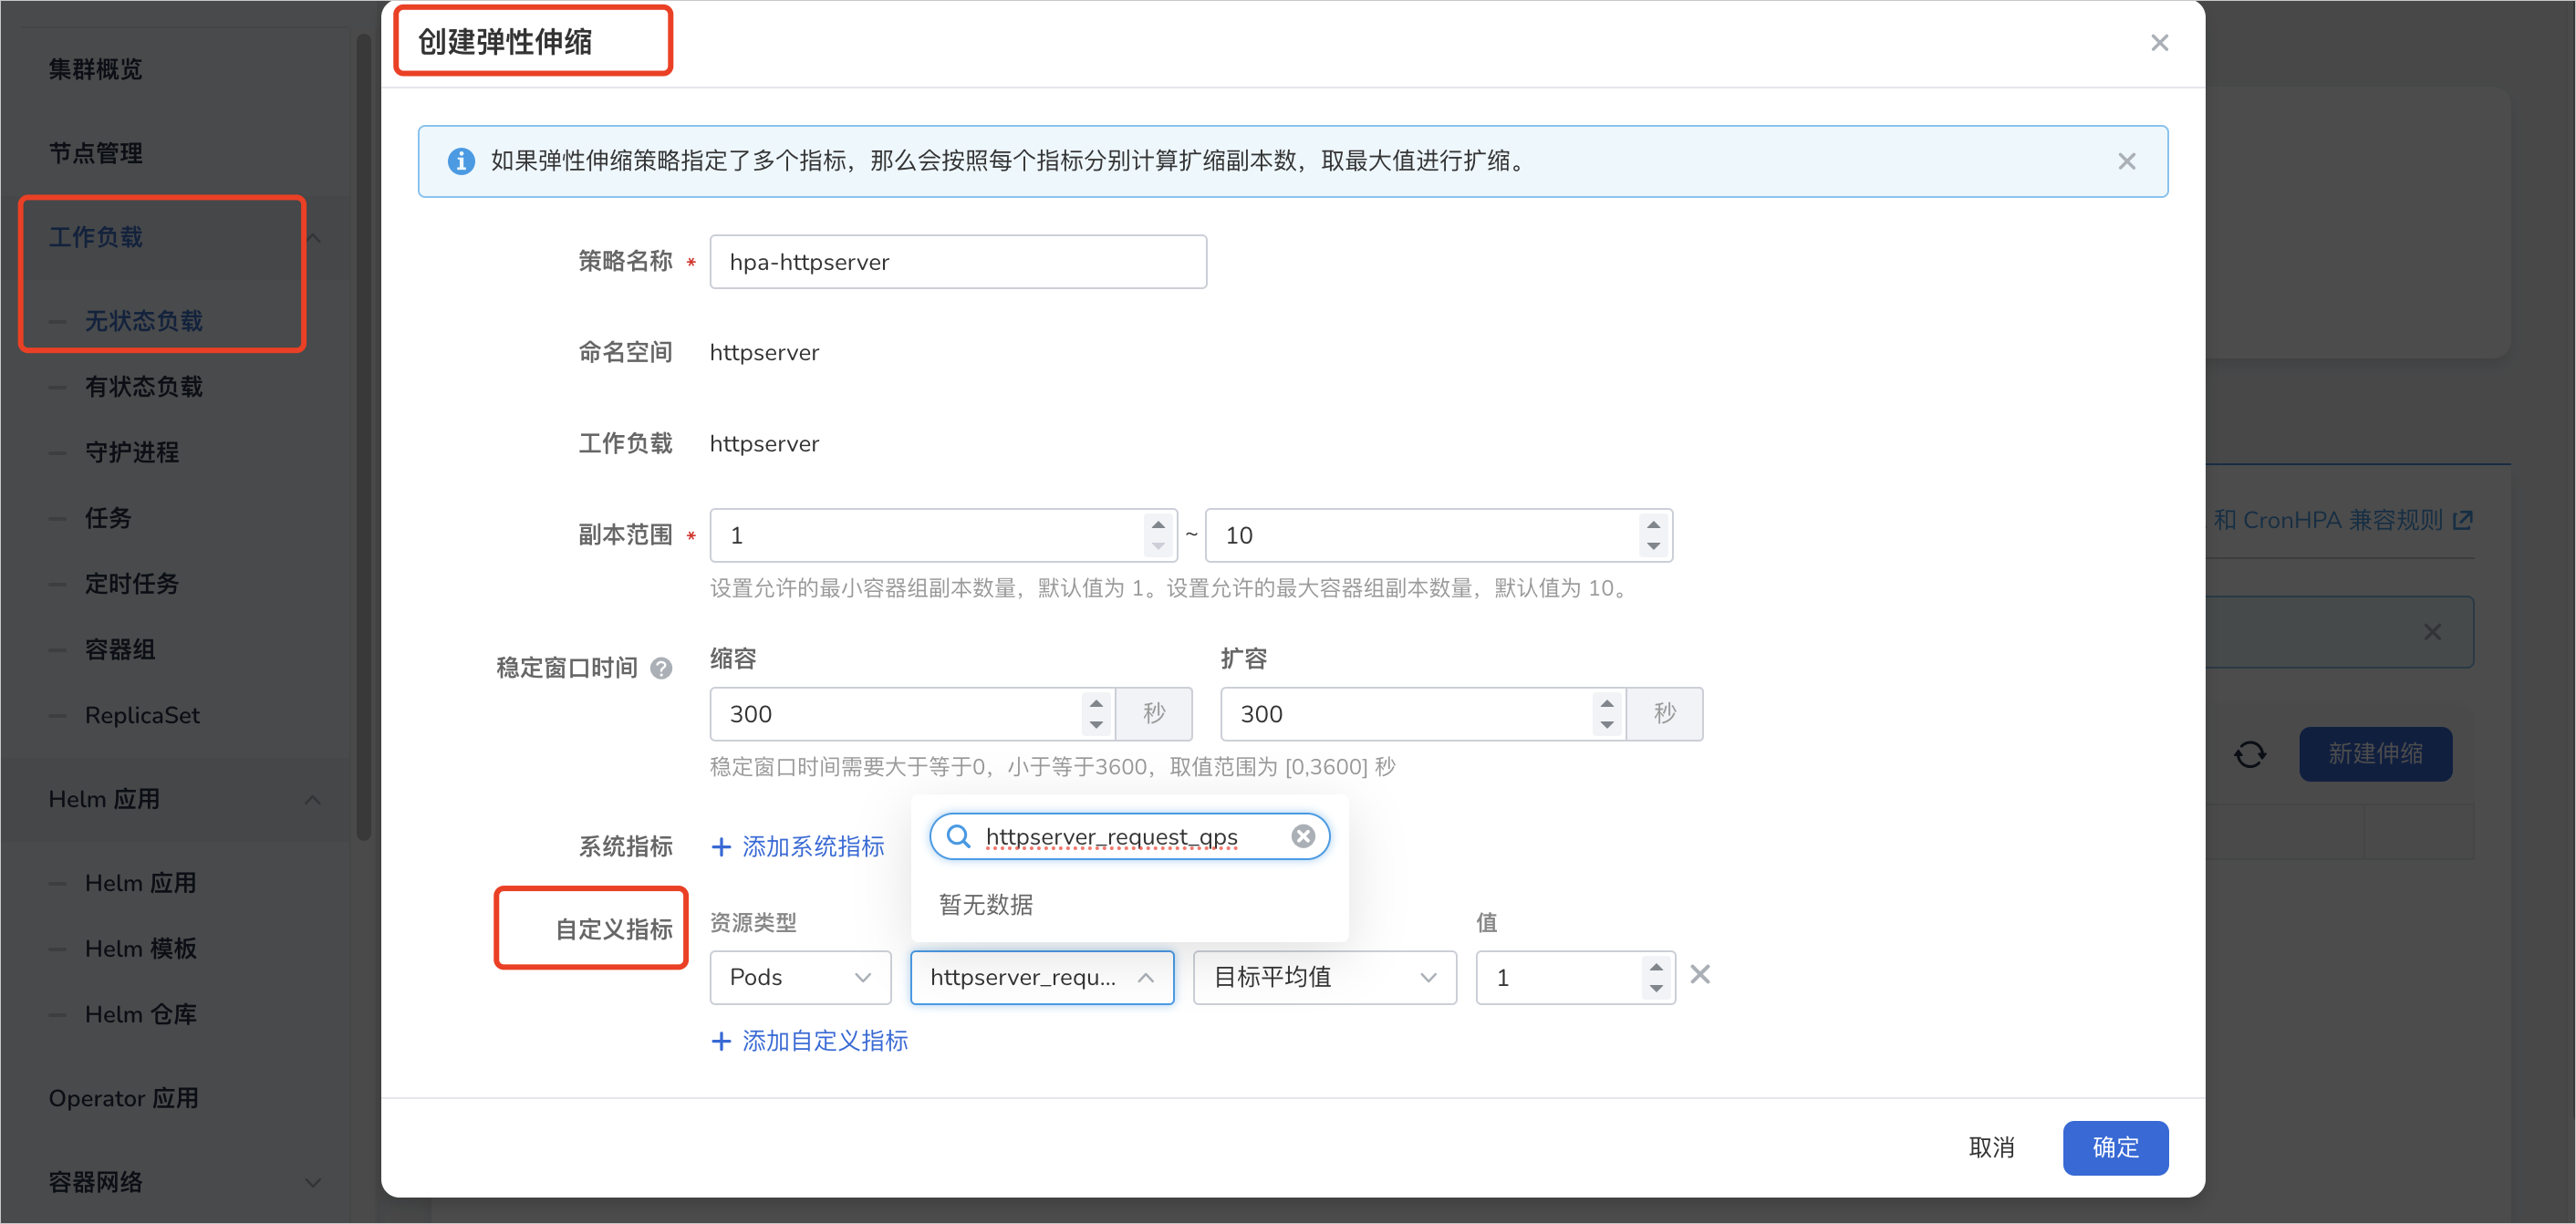 创建弹性伸缩
集群概览
节点管理
工作负载
无状态负载
有状态负载
守护进程
任务
定时任务
容器组
ReplicaSet
Helm 应用
Helm 应用
Helm 模板
Helm 仓库
Operator 应用
容器网络
如果弹性伸缩策略指定了多个指标，那么会按照每个指标分别计算扩缩副本数，取最大值进行扩缩。
策略名称 * hpa-httpserver
命名空间 httpserver
工作负载 httpserver
副本范围 * 1 ~ 10
设置允许的最小容器组副本数量，默认值为 1。设置允许的最大容器组副本数量，默认值为 10。
稳定窗口时间 缩容 扩容
300 秒 300 秒
稳定窗口时间需要大于等于0，小于等于3600，取值范围为 [0,3600] 秒
系统指标 + 添加系统指标
httpserver_request_qps
暂无数据
自定义指标 资源类型 值
Pods httpserver_requ... 目标平均值 1
+ 添加自定义指标
取消 确定
和 CronHPA 兼容规则
新建伸缩